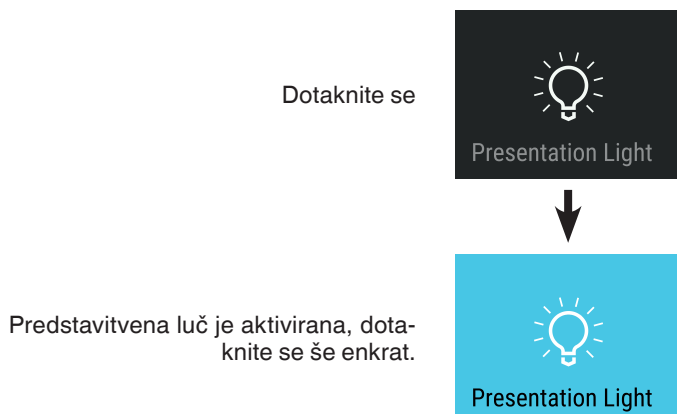 Dotaknite se
Presentation Light
Predstavitvena luč je aktivirana, dota-
knite se še enkrat.
Presentation Light